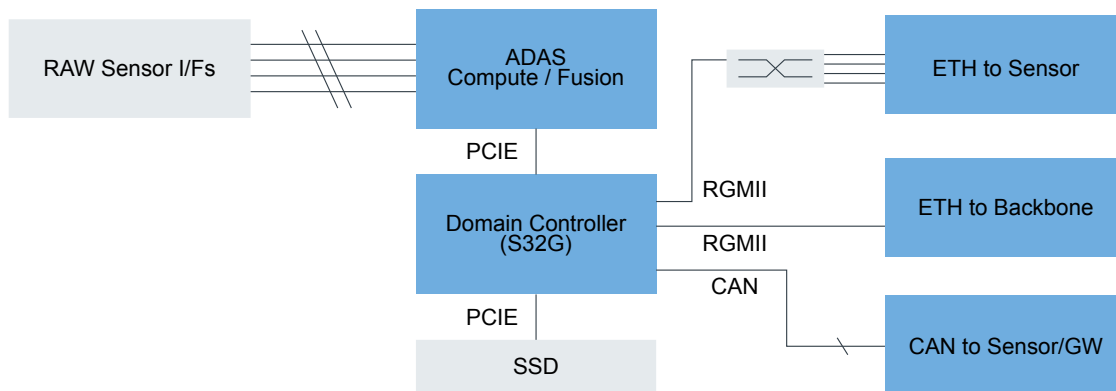 RAW Sensor I/Fs
ADAS
Compute / Fusion
ETH to Sensor
PCIE
RGMII
Domain Controller
(S32G)
ETH to Backbone
RGMII
CAN
PCIE
CAN to Sensor/GW
SSD